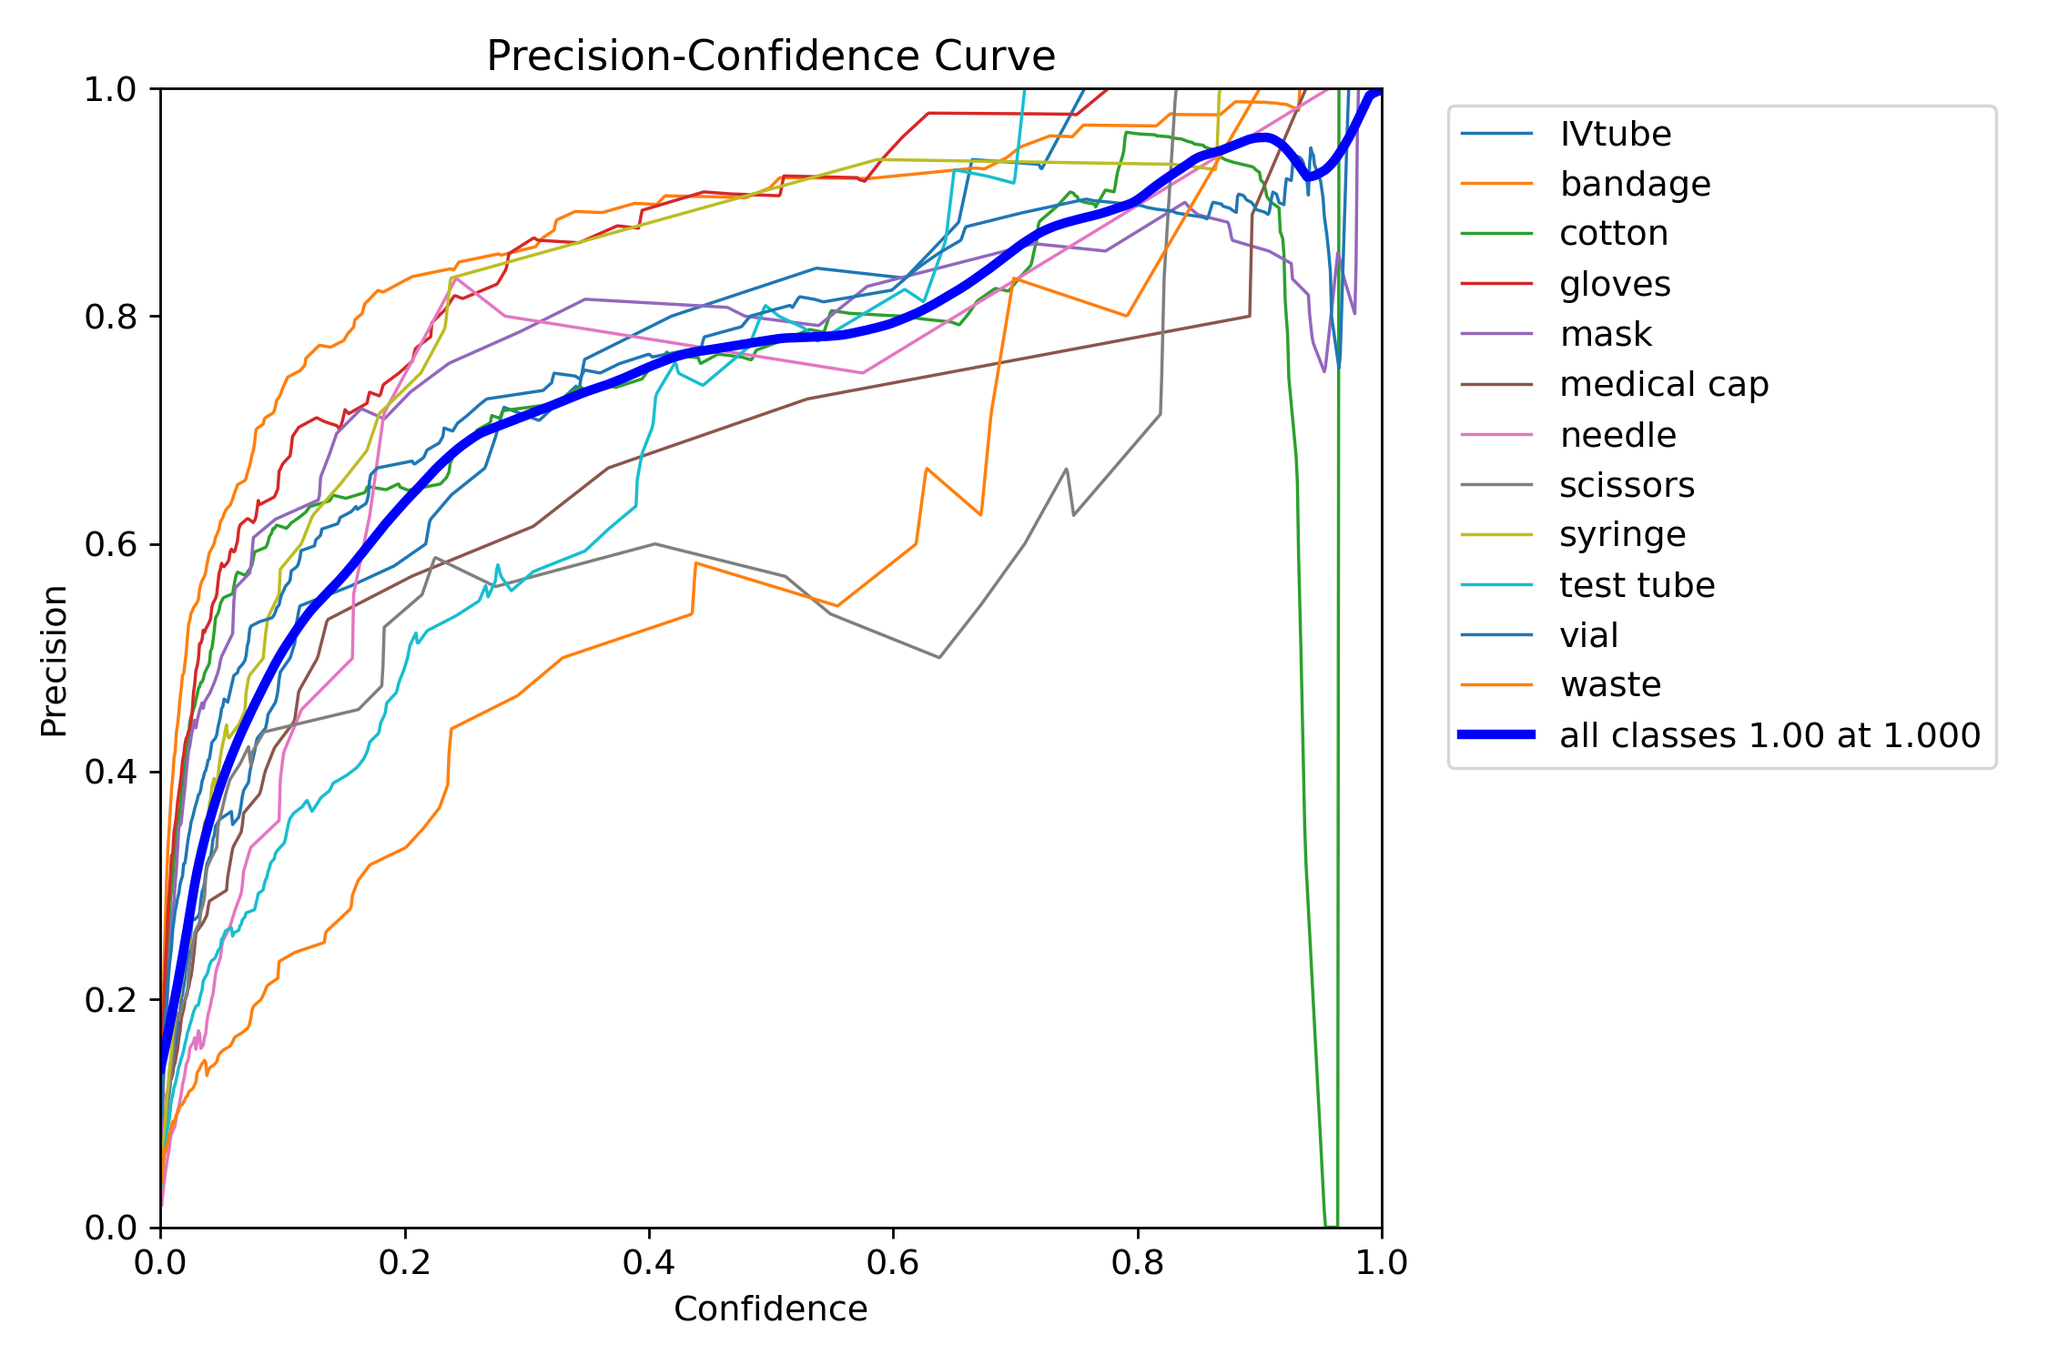 Precision-Confidence Curve
1.0
0.8
0.6
0.4
0.2
0.0
Precision
0.0 0.2 0.4 0.6 0.8 1.0
Confidence
IVtube
bandage
cotton
gloves
mask
medical cap
needle
scissors
syringe
test tube
vial
waste
all classes 1.00 at 1.000